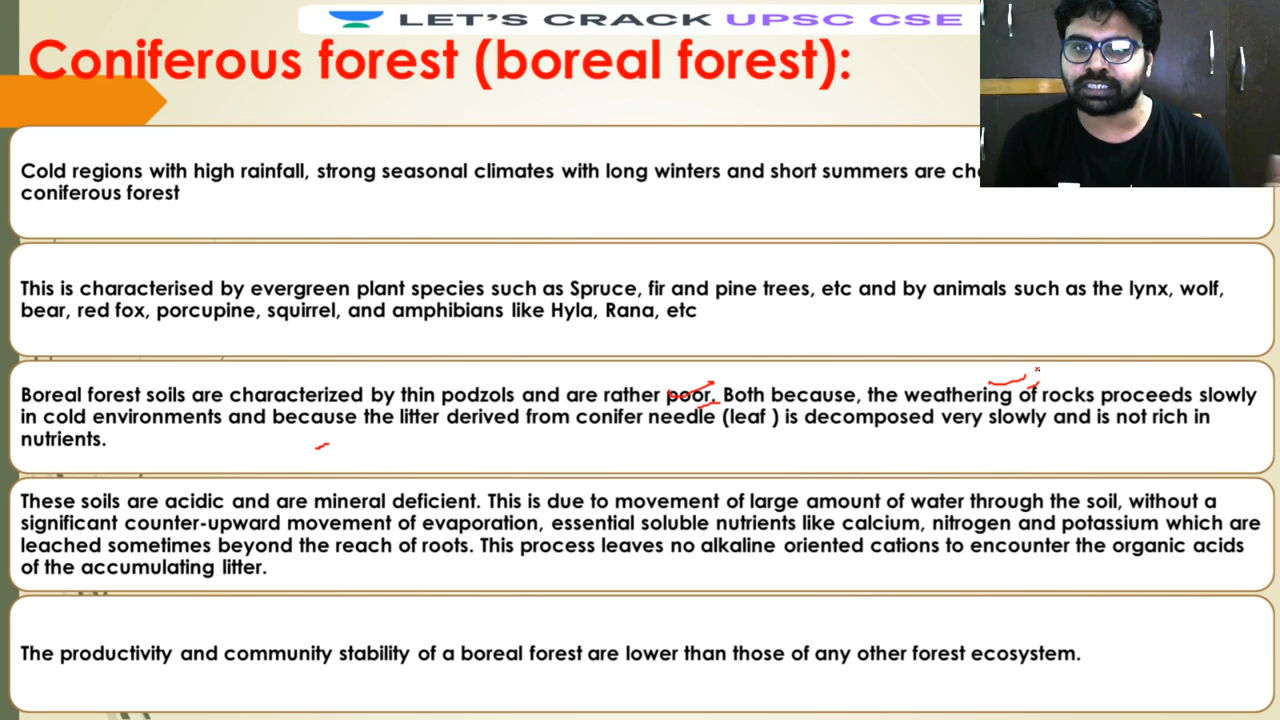 LET'S CRACK UPSC CSE
Coniferous forest (boreal forest):
Cold regions with high rainfall, strong seasonal climates with long winters and short summers are
coniferous forest
This is characterised by evergreen plant species such as Spruce, fir and pine trees, etc and by animals such as the lynx, wolf,
bear, red fox, porcupine, squirrel, and amphibians like Hyla, Rana, etc
Boreal forest soils are characterized by thin podzols and are rather poor. Both because, the weathering of rocks proceeds slowly
in cold environments and because the litter derived from conifer needle (leaf ) is decomposed very slowly and is not rich in
nutrients.
These soils are acidic and are mineral deficient. This is due to movement of large amount of water through the soil, without a
significant counter-upward movement of evaporation, essential soluble nutrients like calcium, nitrogen and potassium which are
leached sometimes beyond the reach of roots. This process leaves no alkaline oriented cations to encounter the organic acids
of the accumulating litter.
The productivity and community stability of a boreal forest are lower than those of any other forest ecosystem.